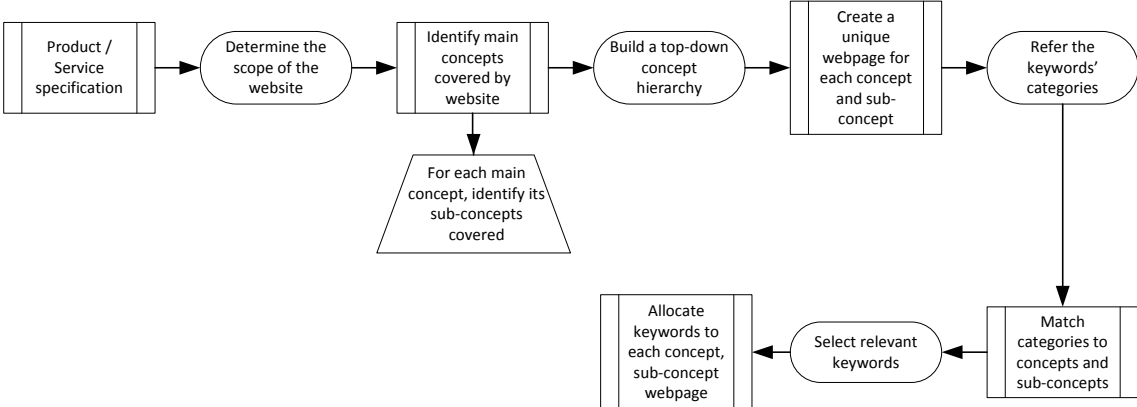 Product /
Service
specification
Determine the
scope of the
website
Identify main
concepts
covered by
website
Build a top-down
concept
hierarchy
Create a
unique
webpage for
each concept
and sub-
concept
Refer the
keywords’
categories
For each main
concept, identify its
sub-concepts
covered
Match
categories to
concepts and
sub-concepts
Select relevant
keywords
Allocate
keywords to
each concept,
sub-concept
webpage